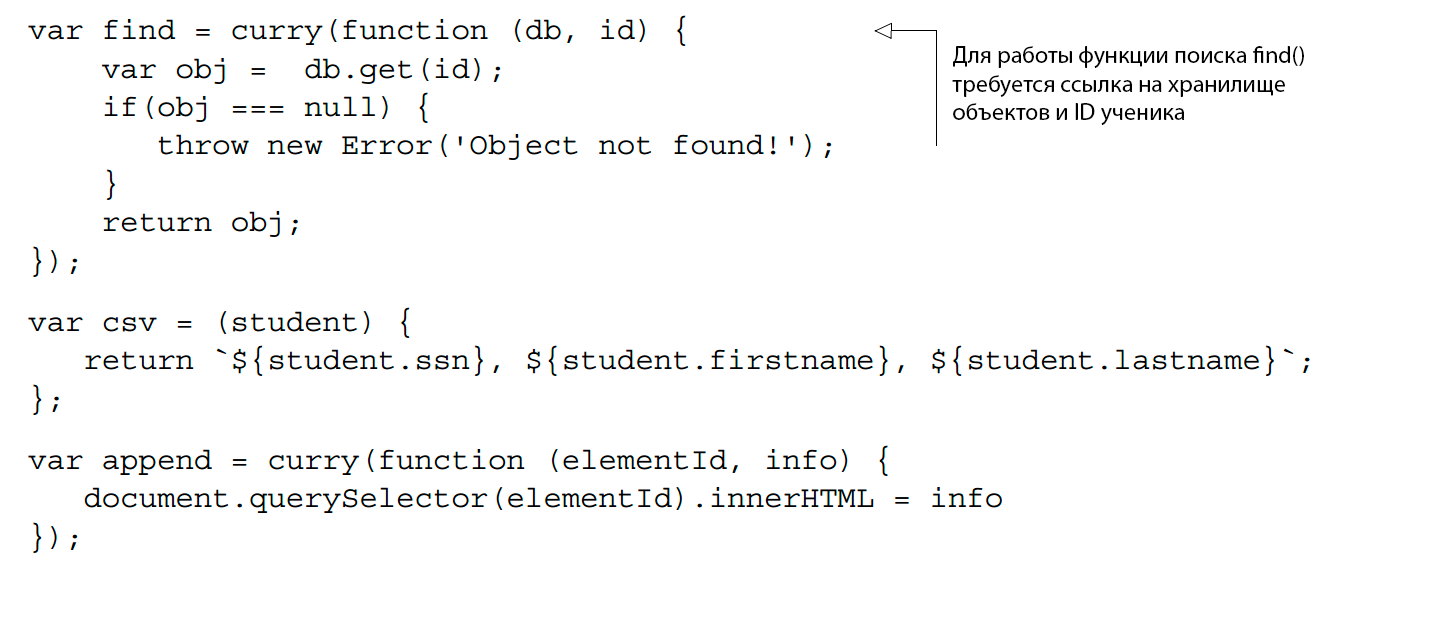 var find = curry(function (db, id) {
    var obj =  db.get(id);
    if(obj === null) {
       throw new Error('Object not found!');
    }
    return obj;
});
Для работы функции поиска find()
требуется ссылка на хранилище
объектов и ID ученика
var csv = (student) {
   return `${student.ssn}, ${student.firstname}, ${student.lastname}`;
};
var append = curry(function (elementId, info) {
   document.querySelector(elementId).innerHTML = info
});